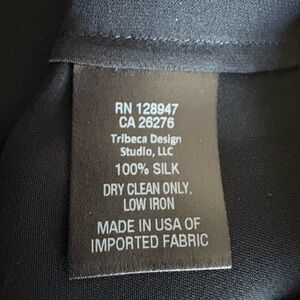 RN 128947
CA 26276
Tribeca Design
Studio, LLC
100% SILK
DRY CLEAN ONLY,
LOW IRON
MADE IN USA OF
IMPORTED FABRIC